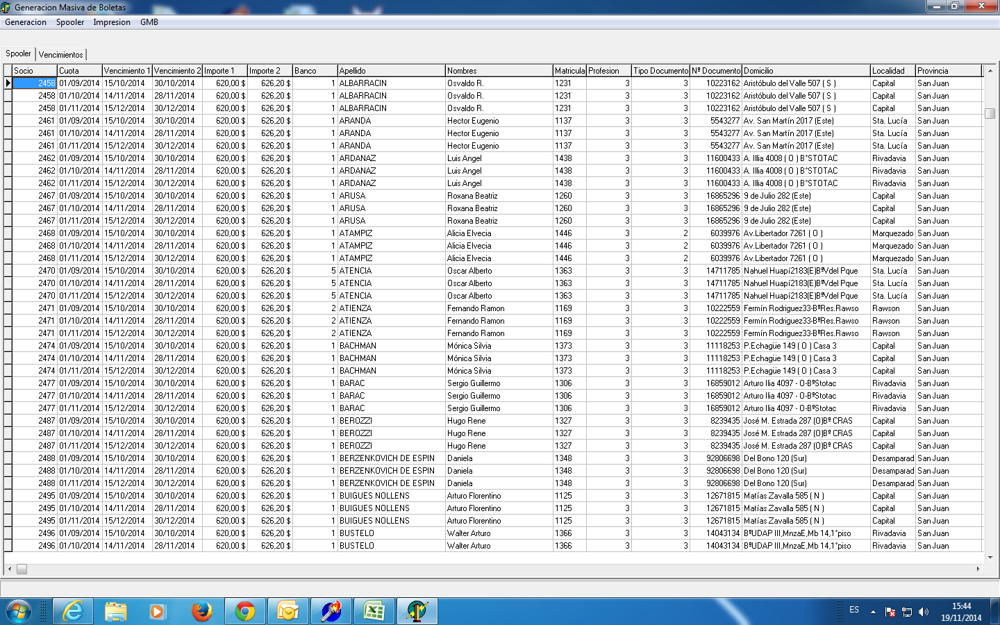 Generacion Masiva de Boletas
Generacion Spooler Impresion GMB
Spooler Vencimientos
Socio Cuota Vencimiento 1 Vencimiento 2 Importe 1 Importe 2 Banco Apellido Nombres Matricula Profesion Tipo Documento Nº Documento Domicilio Localidad Provincia
2458 01/09/2014 15/10/2014 30/10/2014 620,00 $ 626,20 $ 1 ALBARRACIN Osvaldo R. 1231 3 3 10223162 Aristóbulo del Valle 507 ( S ) Capital San Juan
2458 01/10/2014 14/11/2014 28/11/2014 620,00 $ 626,20 $ 1 ALBARRACIN Osvaldo R. 1231 3 3 10223162 Aristóbulo del Valle 507 ( S ) Capital San Juan
2458 01/11/2014 15/12/2014 30/12/2014 620,00 $ 626,20 $ 1 ALBARRACIN Osvaldo R. 1231 3 3 10223162 Aristóbulo del Valle 507 ( S ) Capital San Juan
2461 01/09/2014 15/10/2014 30/10/2014 620,00 $ 626,20 $ 1 ARANDA Hector Eugenio 1137 3 3 5543277 Av. San Martín 2017 (Este) Sta. Lucía San Juan
2461 01/10/2014 14/11/2014 28/11/2014 620,00 $ 626,20 $ 1 ARANDA Hector Eugenio 1137 3 3 5543277 Av. San Martín 2017 (Este) Sta. Lucía San Juan
2461 01/11/2014 15/12/2014 30/12/2014 620,00 $ 626,20 $ 1 ARANDA Hector Eugenio 1137 3 3 5543277 Av. San Martín 2017 (Este) Sta. Lucía San Juan
2462 01/09/2014 15/10/2014 30/10/2014 620,00 $ 626,20 $ 1 ARDANAZ Luis Angel 1438 3 3 11600433 A. Illia 4008 ( O ) B°STOTAC Rivadavia San Juan
2462 01/10/2014 14/11/2014 28/11/2014 620,00 $ 626,20 $ 1 ARDANAZ Luis Angel 1438 3 3 11600433 A. Illia 4008 ( O ) B°STOTAC Rivadavia San Juan
2462 01/11/2014 15/12/2014 30/12/2014 620,00 $ 626,20 $ 1 ARDANAZ Luis Angel 1438 3 3 11600433 A. Illia 4008 ( O ) B°STOTAC Rivadavia San Juan
2467 01/09/2014 15/10/2014 30/10/2014 620,00 $ 626,20 $ 1 ARUSA Roxana Beatriz 1260 3 3 16865296 9 de Julio 282 (Este) Capital San Juan
2467 01/10/2014 14/11/2014 28/11/2014 620,00 $ 626,20 $ 1 ARUSA Roxana Beatriz 1260 3 3 16865296 9 de Julio 282 (Este) Capital San Juan
2467 01/11/2014 15/12/2014 30/12/2014 620,00 $ 626,20 $ 1 ARUSA Roxana Beatriz 1260 3 3 16865296 9 de Julio 282 (Este) Capital San Juan
2468 01/09/2014 15/10/2014 30/10/2014 620,00 $ 626,20 $ 1 ATAMPIZ Alicia Elvecia 1446 3 2 6039976 Av.Libertador 7261 ( O ) Marquezado San Juan
2468 01/10/2014 14/11/2014 28/11/2014 620,00 $ 626,20 $ 1 ATAMPIZ Alicia Elvecia 1446 3 2 6039976 Av.Libertador 7261 ( O ) Marquezado San Juan
2468 01/11/2014 15/12/2014 30/12/2014 620,00 $ 626,20 $ 1 ATAMPIZ Alicia Elvecia 1446 3 2 6039976 Av.Libertador 7261 ( O ) Marquezado San Juan
2470 01/09/2014 15/10/2014 30/10/2014 620,00 $ 626,20 $ 5 ATENCIA Oscar Alberto 1363 3 3 14711785 Nahuel Huapí2183(E)BºVdel Pque Sta. Lucía San Juan
2470 01/10/2014 14/11/2014 28/11/2014 620,00 $ 626,20 $ 5 ATENCIA Oscar Alberto 1363 3 3 14711785 Nahuel Huapí2183(E)BºVdel Pque Sta. Lucía San Juan
2470 01/11/2014 15/12/2014 30/12/2014 620,00 $ 626,20 $ 5 ATENCIA Oscar Alberto 1363 3 3 14711785 Nahuel Huapí2183(E)BºVdel Pque Sta. Lucía San Juan
2471 01/09/2014 15/10/2014 30/10/2014 620,00 $ 626,20 $ 2 ATIENZA Fernando Ramon 1169 3 3 10222559 Fermín Rodriguez33-BºRes.Rawso Rawson San Juan
2471 01/10/2014 14/11/2014 28/11/2014 620,00 $ 626,20 $ 2 ATIENZA Fernando Ramon 1169 3 3 10222559 Fermín Rodriguez33-BºRes.Rawso Rawson San Juan
2471 01/11/2014 15/12/2014 30/12/2014 620,00 $ 626,20 $ 2 ATIENZA Fernando Ramon 1169 3 3 10222559 Fermín Rodriguez33-BºRes.Rawso Rawson San Juan
2474 01/09/2014 15/10/2014 30/10/2014 620,00 $ 626,20 $ 1 BACHMAN Mónica Silvia 1373 3 3 11118253 P.Echagüe 149 ( O ) Casa 3 Capital San Juan
2474 01/10/2014 14/11/2014 28/11/2014 620,00 $ 626,20 $ 1 BACHMAN Mónica Silvia 1373 3 3 11118253 P.Echagüe 149 ( O ) Casa 3 Capital San Juan
2474 01/11/2014 15/12/2014 30/12/2014 620,00 $ 626,20 $ 1 BACHMAN Mónica Silvia 1373 3 3 11118253 P.Echagüe 149 ( O ) Casa 3 Capital San Juan
2477 01/09/2014 15/10/2014 30/10/2014 620,00 $ 626,20 $ 1 BARAC Sergio Guillermo 1306 3 3 16859012 Arturo Ilia 4097 - O-BºStotac Rivadavia San Juan
2477 01/10/2014 14/11/2014 28/11/2014 620,00 $ 626,20 $ 1 BARAC Sergio Guillermo 1306 3 3 16859012 Arturo Ilia 4097 - O-BºStotac Rivadavia San Juan
2477 01/11/2014 15/12/2014 30/12/2014 620,00 $ 626,20 $ 1 BARAC Sergio Guillermo 1306 3 3 16859012 Arturo Ilia 4097 - O-BºStotac Rivadavia San Juan
2487 01/09/2014 15/10/2014 30/10/2014 620,00 $ 626,20 $ 1 BEROZZI Hugo Rene 1327 3 3 8239435 José M. Estrada 287 (O)Bº CRAS Capital San Juan
2487 01/10/2014 14/11/2014 28/11/2014 620,00 $ 626,20 $ 1 BEROZZI Hugo Rene 1327 3 3 8239435 José M. Estrada 287 (O)Bº CRAS Capital San Juan
2487 01/11/2014 15/12/2014 30/12/2014 620,00 $ 626,20 $ 1 BEROZZI Hugo Rene 1327 3 3 8239435 José M. Estrada 287 (O)Bº CRAS Capital San Juan
2488 01/09/2014 15/10/2014 30/10/2014 620,00 $ 626,20 $ 1 BERZENKOVICH DE ESPIN Daniela 1348 3 3 92806698 Del Bono 120 (Sur) Desamparad San Juan
2488 01/10/2014 14/11/2014 28/11/2014 620,00 $ 626,20 $ 1 BERZENKOVICH DE ESPIN Daniela 1348 3 3 92806698 Del Bono 120 (Sur) Desamparad San Juan
2488 01/11/2014 15/12/2014 30/12/2014 620,00 $ 626,20 $ 1 BERZENKOVICH DE ESPIN Daniela 1348 3 3 92806698 Del Bono 120 (Sur) Desamparad San Juan
2495 01/09/2014 15/10/2014 30/10/2014 620,00 $ 626,20 $ 1 BUIGUES NOLLENS Arturo Florentino 1125 3 3 12671815 Matías Zavalla 585 ( N ) Capital San Juan
2495 01/10/2014 14/11/2014 28/11/2014 620,00 $ 626,20 $ 1 BUIGUES NOLLENS Arturo Florentino 1125 3 3 12671815 Matías Zavalla 585 ( N ) Capital San Juan
2495 01/11/2014 15/12/2014 30/12/2014 620,00 $ 626,20 $ 1 BUIGUES NOLLENS Arturo Florentino 1125 3 3 12671815 Matías Zavalla 585 ( N ) Capital San Juan
2496 01/09/2014 15/10/2014 30/10/2014 620,00 $ 626,20 $ 1 BUSTELO Walter Arturo 1366 3 3 14043134 BºUDAP III,MnzaE,Mb 14,1°piso Rivadavia San Juan
2496 01/10/2014 14/11/2014 28/11/2014 620,00 $ 626,20 $ 1 BUSTELO Walter Arturo 1366 3 3 14043134 BºUDAP III,MnzaE,Mb 14,1°piso Rivadavia San Juan
ES 15:44
19/11/2014